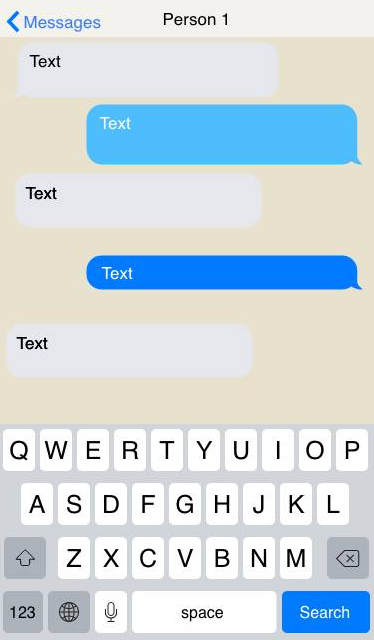 Messages Person 1
Text
Text
Text
Text
Text
Q W E R T Y U I O P
A S D F G H J K L
Z X C V B N M
123 space Search